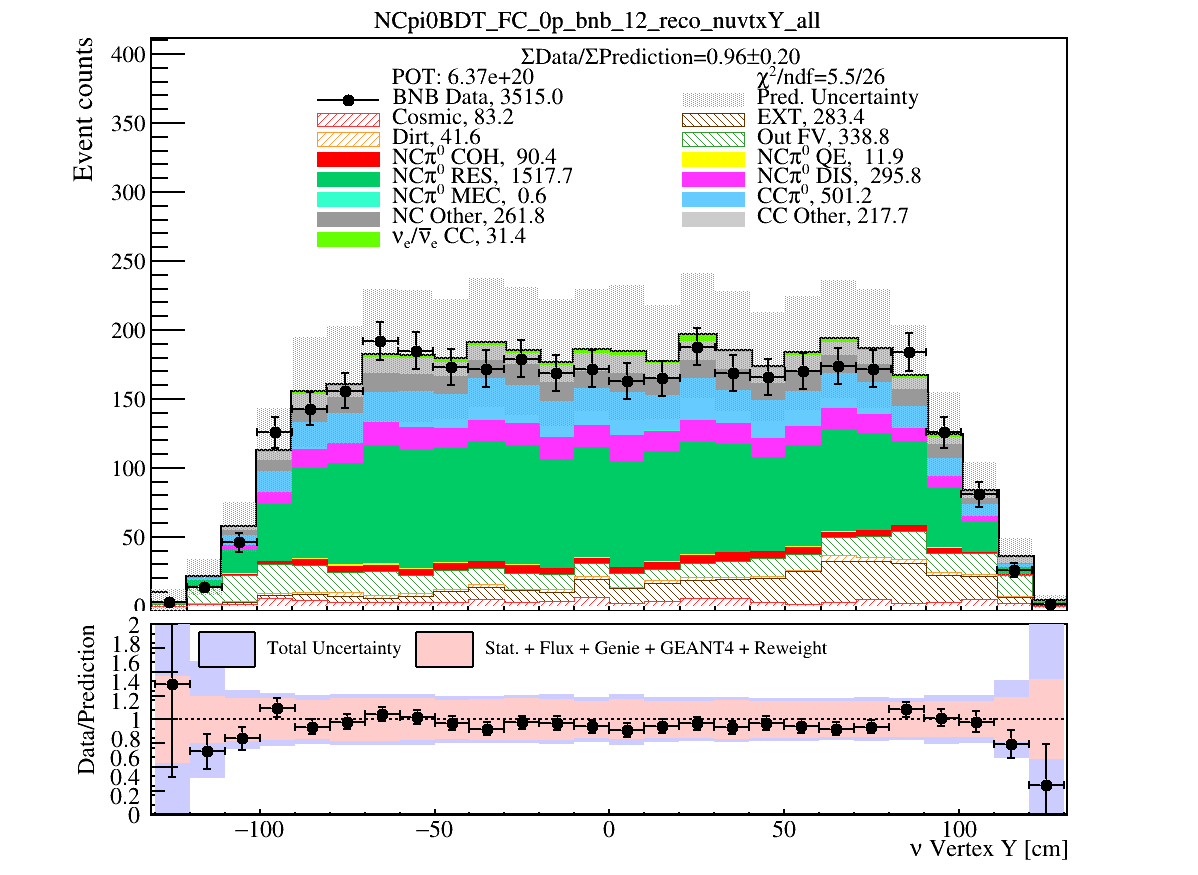 NCpi0BDT_FC_0p_bnb_12_reco_nuvtxY_all
ΣData/ΣPrediction=0.96±0.20
POT: 6.37e+20
χ²/ndf=5.5/26
BNB Data, 3515.0
Pred. Uncertainty
Cosmic, 83.2
EXT, 283.4
Dirt, 41.6
Out FV, 338.8
NCπ⁰ COH, 90.4
NCπ⁰ QE, 11.9
NCπ⁰ RES, 1517.7
NCπ⁰ DIS, 295.8
NCπ⁰ MEC, 0.6
CCπ⁰, 501.2
NC Other, 261.8
CC Other, 217.7
νₑ/ν̅ₑ CC, 31.4
Event counts
400
350
300
250
200
150
100
50
0
Total Uncertainty
Stat. + Flux + Genie + GEANT4 + Reweight
Data/Prediction
2
1.8
1.6
1.4
1.2
1
0.8
0.6
0.4
0.2
0
−100
−50
0
50
100
ν Vertex Y [cm]